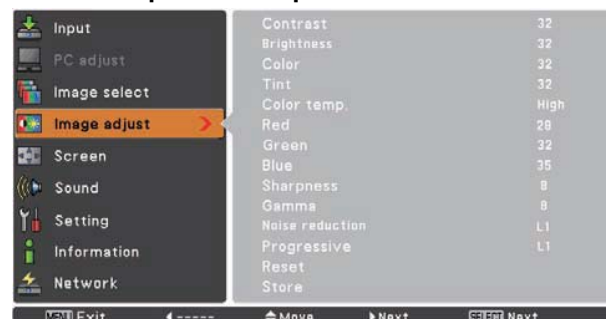 Input
PC adjust
Image select
Image adjust
Screen
Sound
Setting
Information
Network
Contrast 32
Brightness 32
Color 32
Tint 32
Color temp. High
Red 28
Green 32
Blue 35
Sharpness 8
Gamma 8
Noise reduction L1
Progressive L1
Reset
Store
MENU Exit ◀ ----- Move ▶ Next SELECT Next